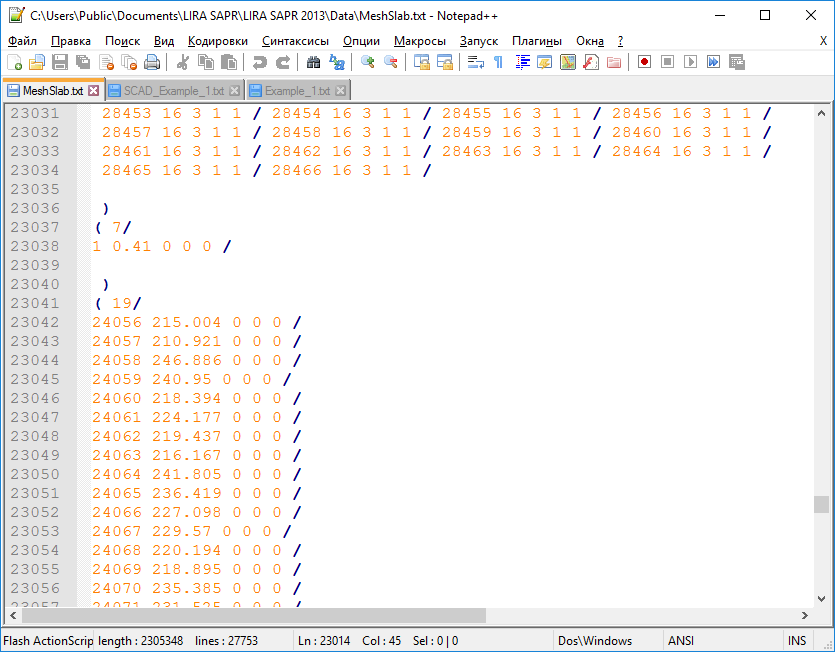 C:\Users\Public\Documents\LIRA SAPR\LIRA SAPR 2013\Data\MeshSlab.txt - Notepad++
Файл Правка Поиск Вид Кодировки Синтаксисы Опции Макросы Запуск Плагины Окна ? X
MeshSlab.txt SCAD_Example_1.txt Example_1.txt
23031 28453 16 3 1 1 / 28454 16 3 1 1 / 28455 16 3 1 1 / 28456 16 3 1 1 /
23032 28457 16 3 1 1 / 28458 16 3 1 1 / 28459 16 3 1 1 / 28460 16 3 1 1 /
23033 28461 16 3 1 1 / 28462 16 3 1 1 / 28463 16 3 1 1 / 28464 16 3 1 1 /
23034 28465 16 3 1 1 / 28466 16 3 1 1 /
23035
23036 )
23037 ( 7/
23038 1 0.41 0 0 0 /
23039
23040 )
23041 ( 19/
23042 24056 215.004 0 0 0 /
23043 24057 210.921 0 0 0 /
23044 24058 246.886 0 0 0 /
23045 24059 240.95 0 0 0 /
23046 24060 218.394 0 0 0 /
23047 24061 224.177 0 0 0 /
23048 24062 219.437 0 0 0 /
23049 24063 216.167 0 0 0 /
23050 24064 241.805 0 0 0 /
23051 24065 236.419 0 0 0 /
23052 24066 227.098 0 0 0 /
23053 24067 229.57 0 0 0 /
23054 24068 220.194 0 0 0 /
23055 24069 218.895 0 0 0 /
23056 24070 235.385 0 0 0 /
23057 24071 231.525 0 0 0 /
Flash ActionScrip length : 2305348 lines : 27753 Ln : 23014 Col : 45 Sel : 0 | 0 Dos\Windows ANSI INS